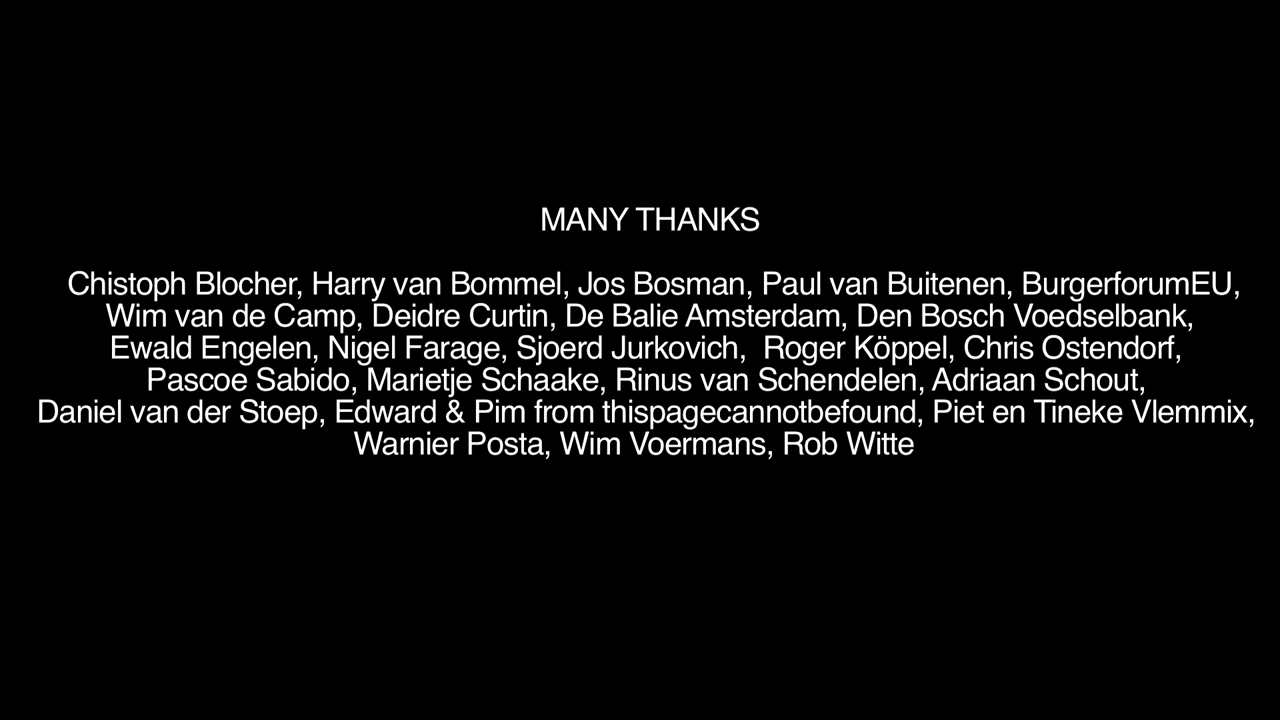 MANY THANKS
Chistoph Blocher, Harry van Bommel, Jos Bosman, Paul van Buitenen, BurgerforumEU,
Wim van de Camp, Deidre Curtin, De Balie Amsterdam, Den Bosch Voedselbank,
Ewald Engelen, Nigel Farage, Sjoerd Jurkovich,  Roger Köppel, Chris Ostendorf,
Pascoe Sabido, Marietje Schaake, Rinus van Schendelen, Adriaan Schout,
Daniel van der Stoep, Edward & Pim from thispagecannotbefound, Piet en Tineke Vlemmix,
Warnier Posta, Wim Voermans, Rob Witte